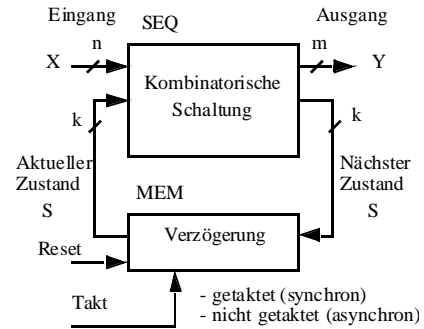 Eingang SEQ Ausgang
X n m Y
Kombinatorische
Schaltung
k k
Aktueller
Zustand
S
Nächster
Zustand
S
MEM
Verzögerung
Reset
Takt
- getaktet (synchron)
- nicht getaktet (asynchron)